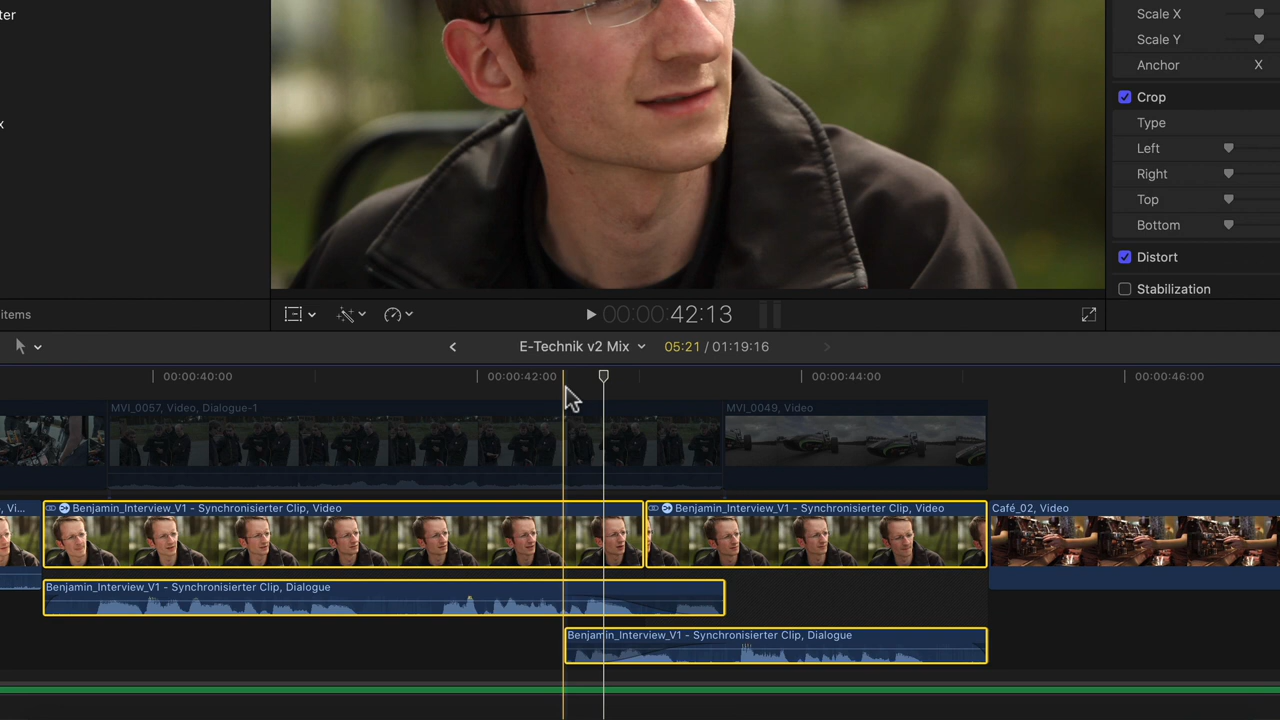 ter
x
Scale X
Scale Y
Anchor X
Crop
Type
Left
Right
Top
Bottom
Distort
Stabilization
items
00:00:42:13
E-Technik v2 Mix 05:21 / 01:19:16
00:00:40:00 00:00:42:00 00:00:44:00 00:00:46:00
MVI_0057, Video, Dialogue-1 MVI_0049, Video
, Vi... Benjamin_Interview_V1 - Synchronisierter Clip, Video Benjamin_Interview_V1 - Synchronisierter Clip, Video Café_02, Video
Benjamin_Interview_V1 - Synchronisierter Clip, Dialogue
Benjamin_Interview_V1 - Synchronisierter Clip, Dialogue